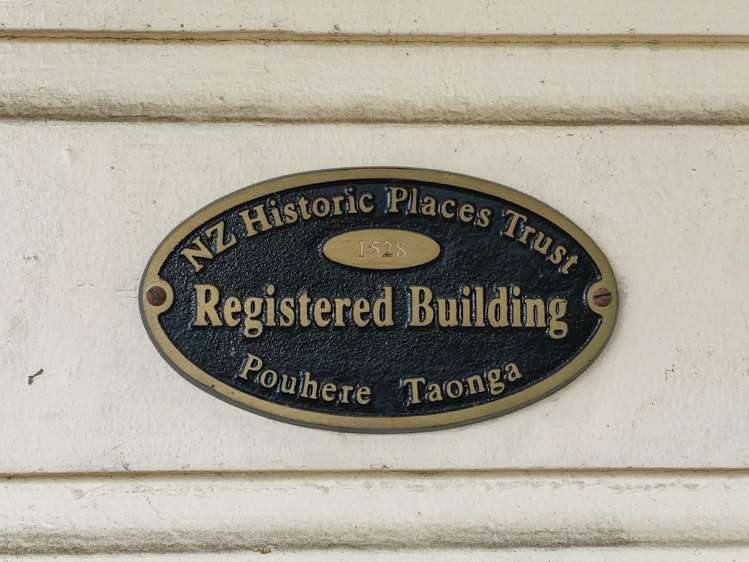 NZ Historic Places Trust
1528
Registered Building
Pouhere Taonga